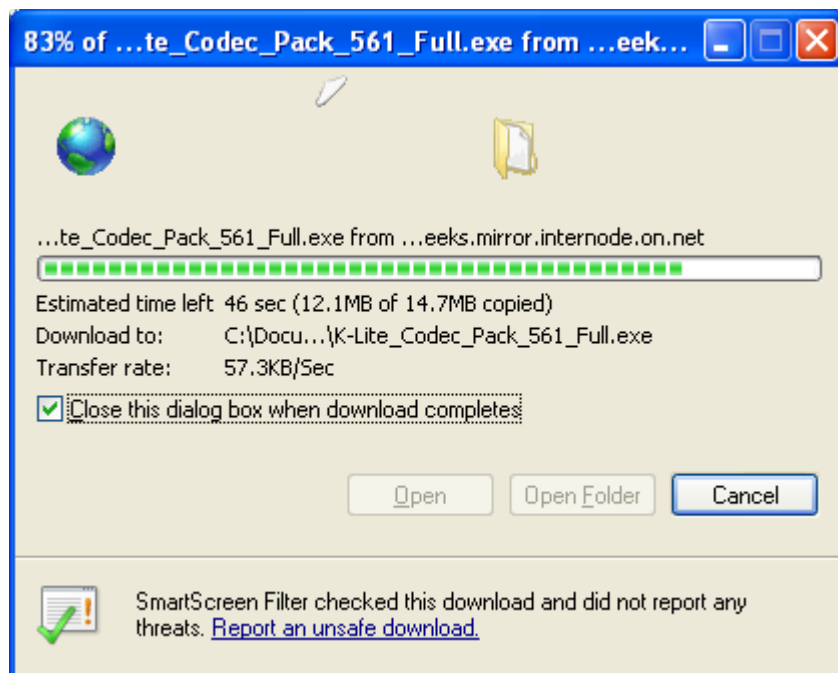 83% of ...te_Codec_Pack_561_Full.exe from ...eek...
...te_Codec_Pack_561_Full.exe from ...eeks.mirror.internode.on.net
Estimated time left 46 sec (12.1MB of 14.7MB copied)
Download to: C:\Docu...\K-Lite_Codec_Pack_561_Full.exe
Transfer rate: 57.3KB/Sec
Close this dialog box when download completes
Open Open Folder Cancel
SmartScreen Filter checked this download and did not report any
threats. Report an unsafe download.